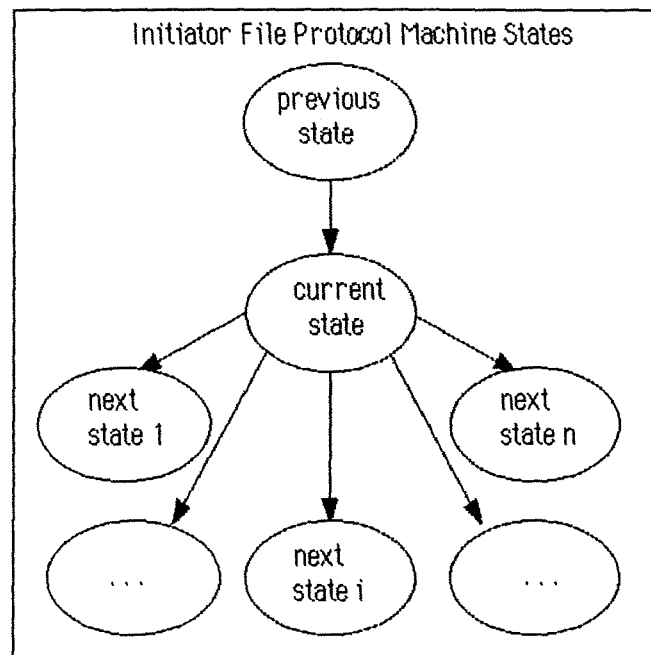 Initiator File Protocol Machine States
previous
state
current
state
next
state 1
next
state n
. . .
next
state i
. . .